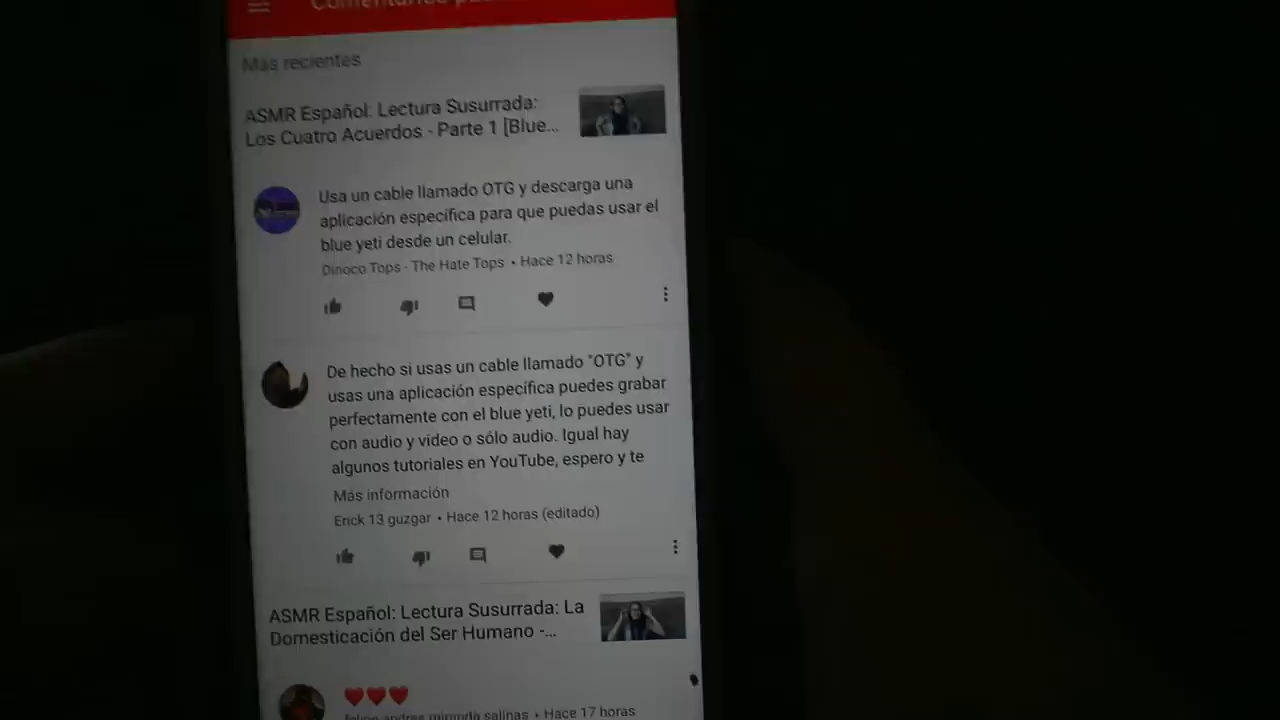 Más recientes
ASMR Español: Lectura Susurrada:
Los Cuatro Acuerdos - Parte 1 [Blue...
Usa un cable llamado OTG y descarga una
aplicación específica para que puedas usar el
blue yeti desde un celular.
Dinoco Tops - The Hate Tops • Hace 12 horas
De hecho si usas un cable llamado "OTG" y
usas una aplicación específica puedes grabar
perfectamente con el blue yeti, lo puedes usar
con audio y video o sólo audio. Igual hay
algunos tutoriales en YouTube, espero y te
Más información
Erick 13 guzgar • Hace 12 horas (editado)
ASMR Español: Lectura Susurrada: La
Domesticación del Ser Humano -...
felipe andres miranda salinas • Hace 17 horas